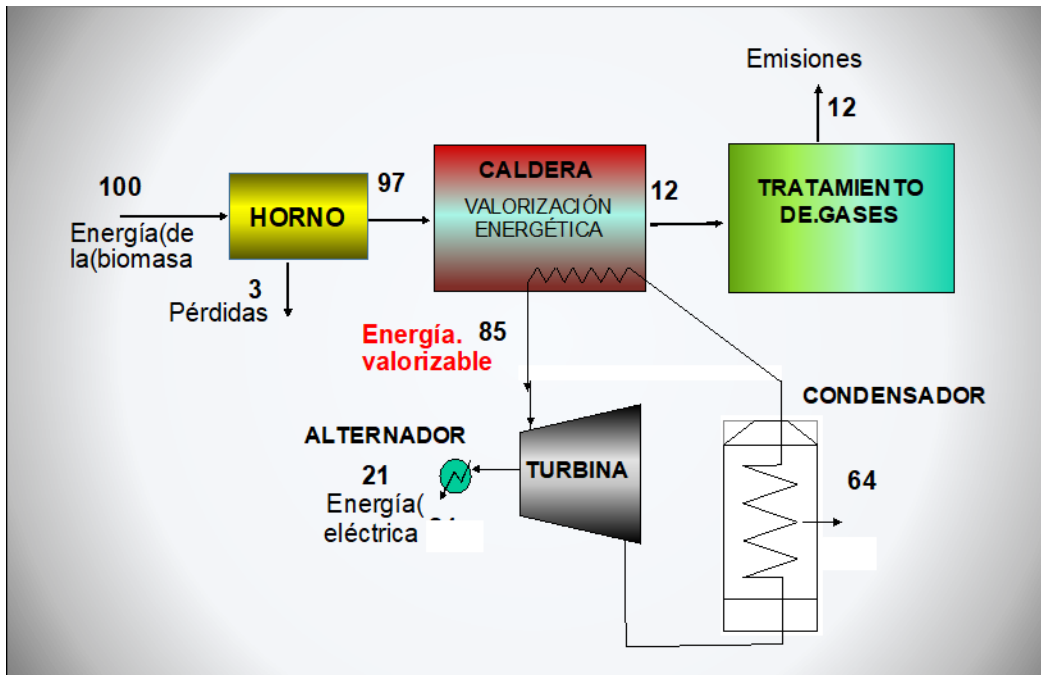 Emisiones
12
100
97
CALDERA
VALORIZACIÓN
ENERGÉTICA
12
TRATAMIENTO
DE.GASES
HORNO
Energía(de
la(biomasa
3
Pérdidas
Energía.
valorizable
85
CONDENSADOR
ALTERNADOR
TURBINA
21
Energía(
eléctrica
64